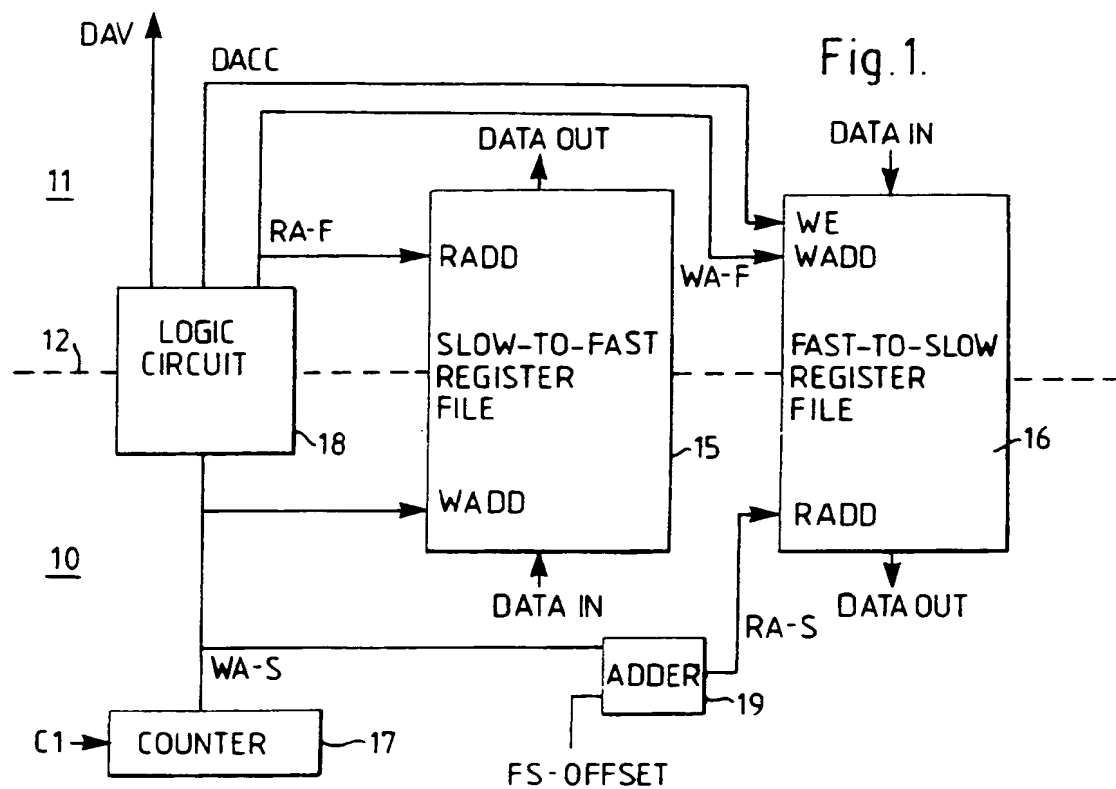 DAV
DACC
Fig.1.
DATA OUT
DATA IN
11
RA-F
RADD
WE
WADD
WA-F
12
LOGIC
CIRCUIT
SLOW-TO-FAST
REGISTER
FILE
FAST-TO-SLOW
REGISTER
FILE
18
15
16
WADD
RADD
10
DATA IN
DATA OUT
RA-S
WA-S
ADDER
19
C1
COUNTER
17
FS-OFFSET